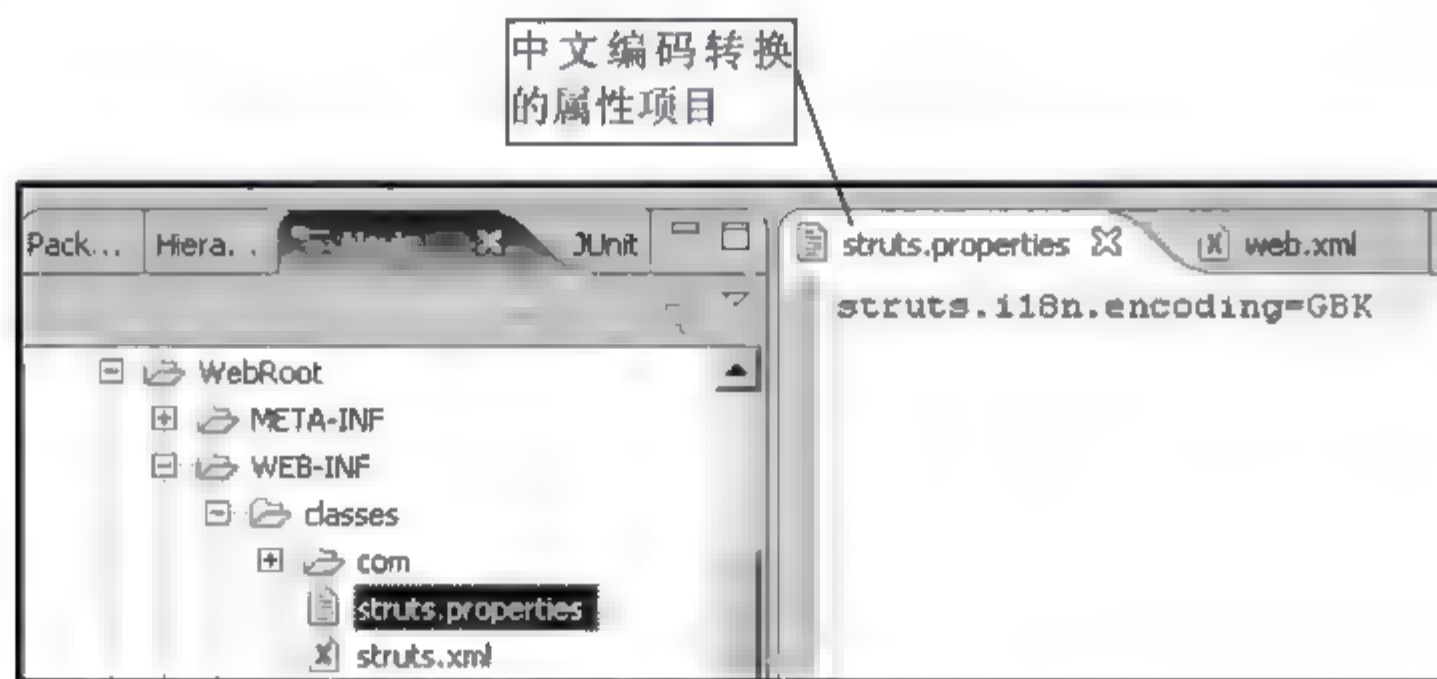 中文编码转换
的属性项目
Pack... Hiera... JUnit
struts.properties web.xml
struts.i18n.encoding=GBK
WebRoot
META-INF
WEB-INF
classes
com
struts.properties
struts.xml